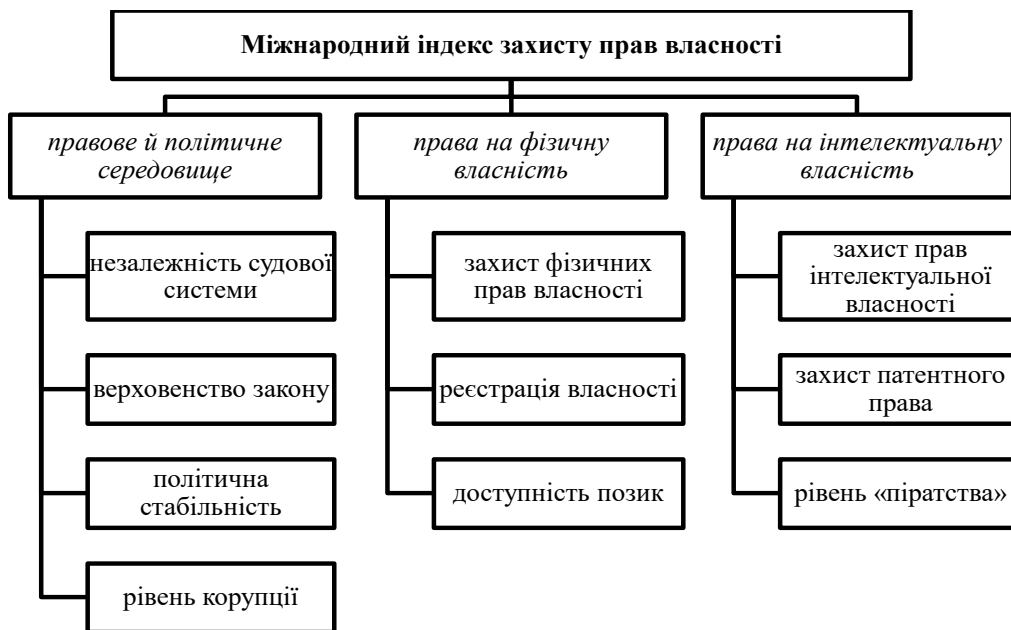 Міжнародний індекс захисту прав власності
правове й політичне
середовище
незалежність судової
системи
верховенство закону
політична
стабільність
рівень корупції
права на фізичну
власність
захист фізичних
прав власності
реєстрація власності
доступність позик
права на інтелектуальну
власність
захист прав
інтелектуальної
власності
захист патентного
права
рівень «піратства»